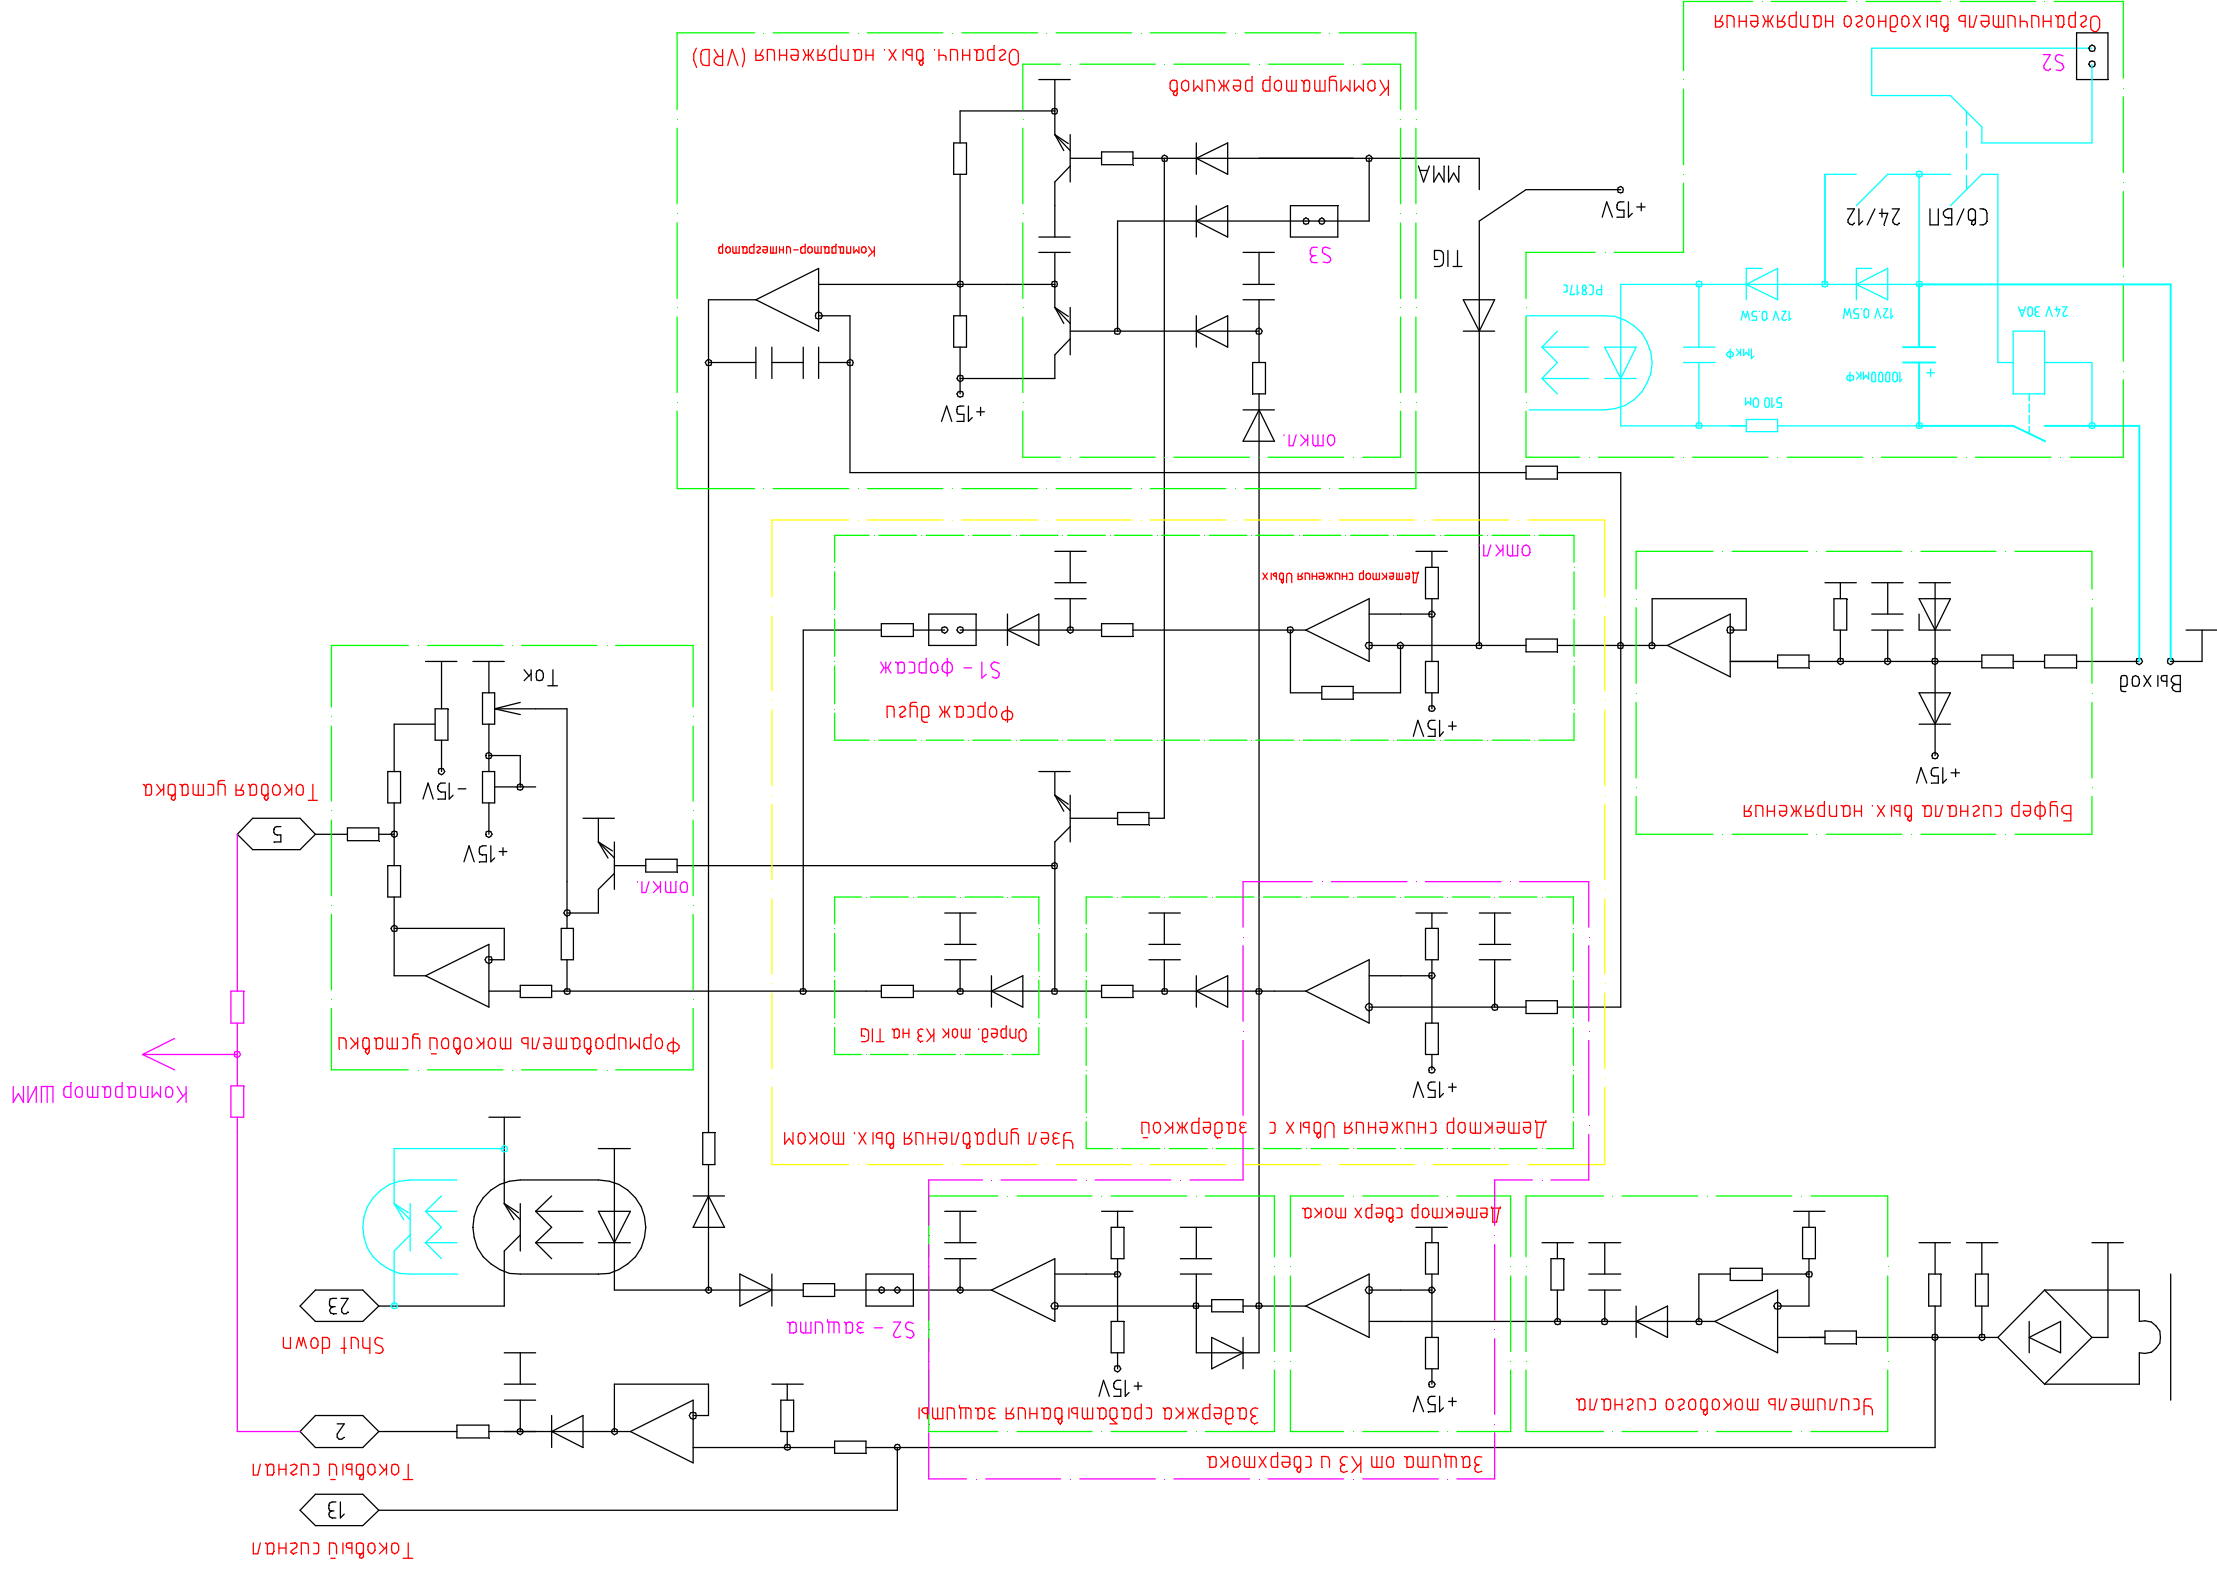 Токовый сигнал
13
Токовый сигнал
Защита от КЗ и сверхтока
2
Усилитель токового сигнала
+15V
Задержка срабатывания защиты
+15V
Shut down
S2 - защита
23
Детектор сверх тока
Детектор снижения Uвых с задержкой
Узел управления вых. током
Компаратор ШИМ
+15V
Формирователь токовой уставки
Опред. ток КЗ на TIG
откл.
+15V
5
Буфер сигнала вых. напряжения
-15V
Токовая уставка
+15V
+15V
Форсаж дуги
Выход
Ток
S1 - форсаж
Детектор снижения Uвых
откл
откл.
+15V
510 Ом
+
10000мкФ
1мкФ
24V 30A
12V 0.5W
12V 0.5W
PC817c
TIG
S3
Компаратор-интегратор
Св/БП
24/12
+15V
MMA
Коммутатор режимов
S2
Огранич. вых. напряжения (VRD)
Ограничитель выходного напряжения